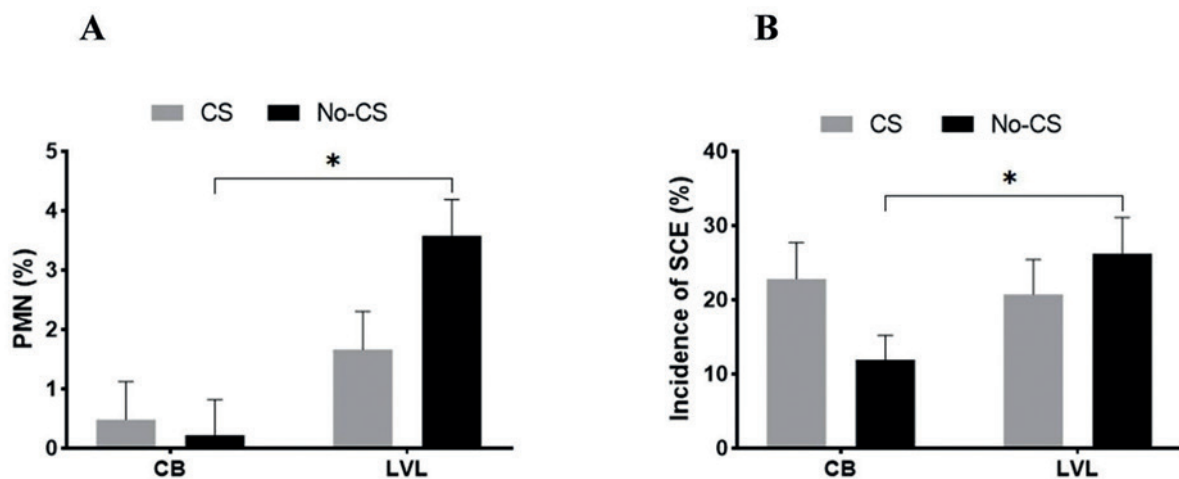 A
CS No-CS
PMN (%)
5
4
3
2
1
0
*
CB LVL
B
CS No-CS
Incidence of SCE (%)
40
30
20
10
0
*
CB LVL